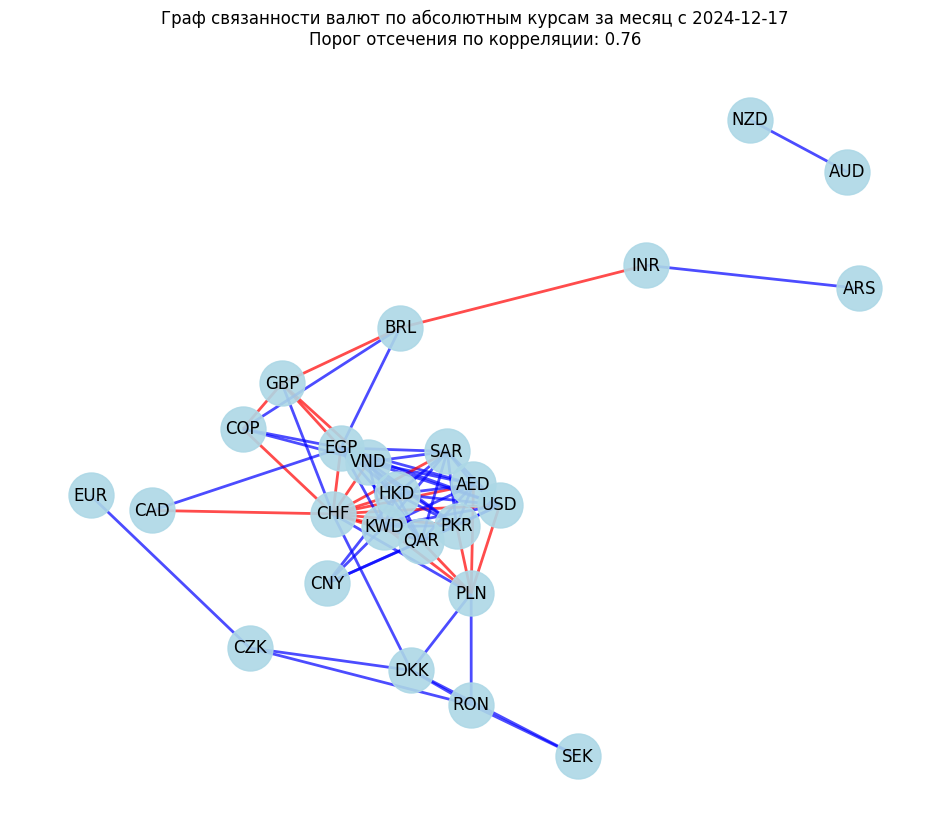 Граф связанности валют по абсолютным курсам за месяц с 2024-12-17
Порог отсечения по корреляции: 0.76
NZD
AUD
INR
ARS
BRL
GBP
COP
EGP
VND
SAR
AED
HKD
USD
EUR
CAD
CHF
KWD
PKR
QAR
CNY
PLN
CZK
DKK
RON
SEK